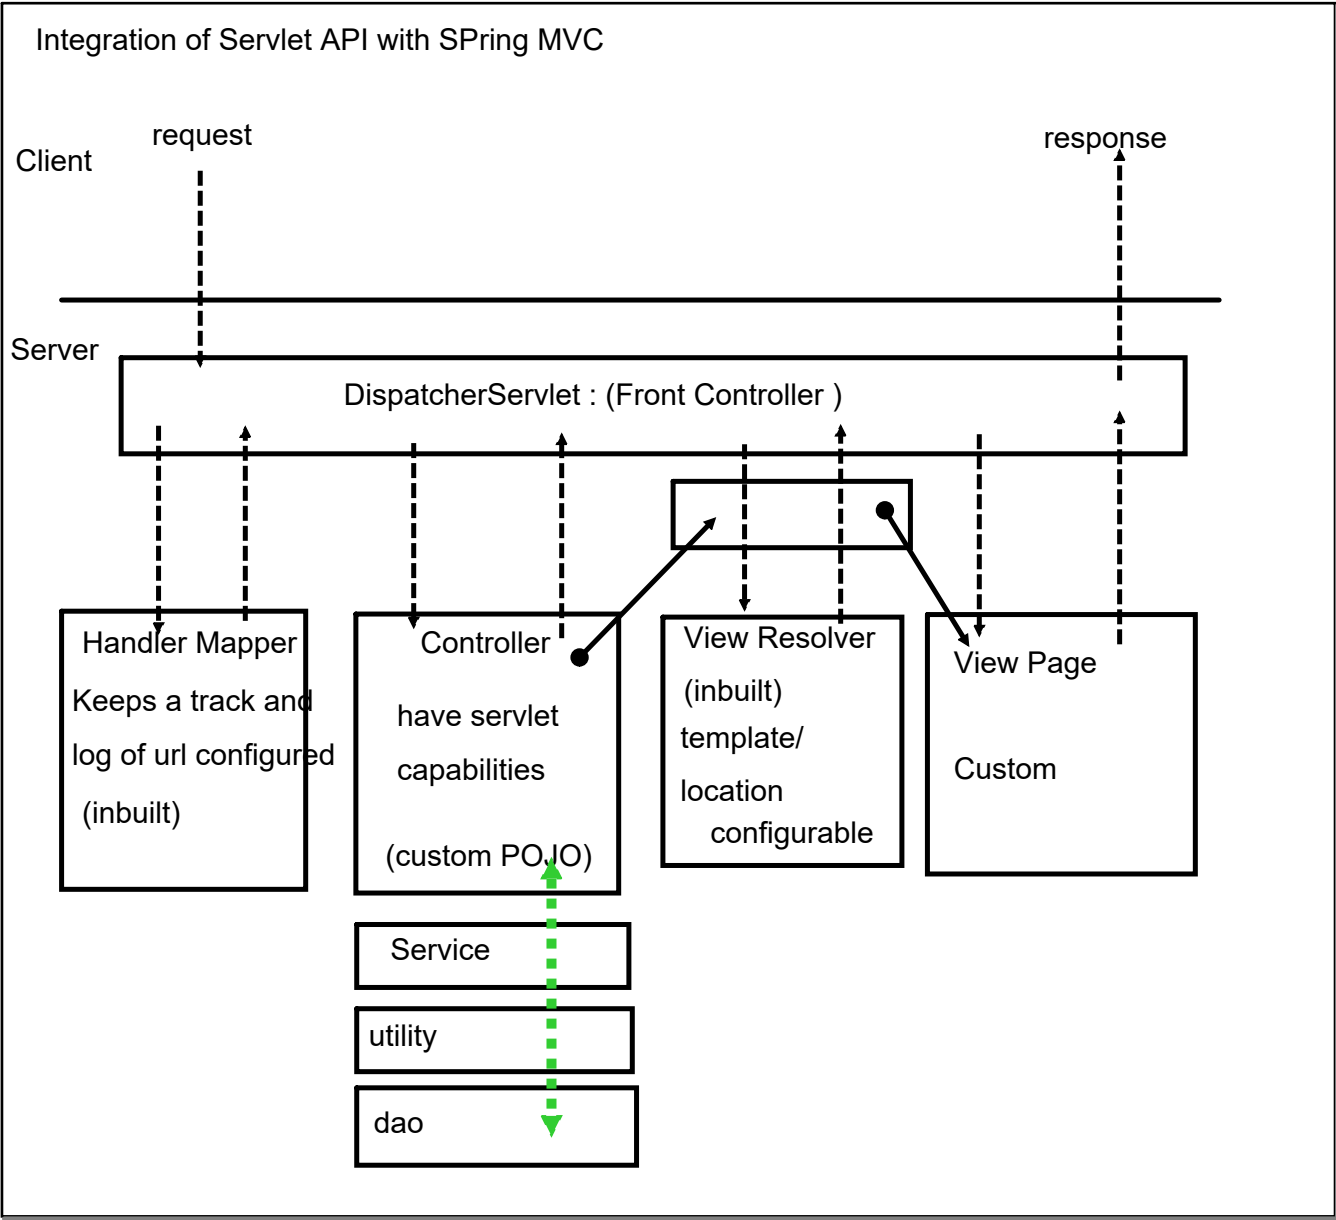 Integration of Servlet API with SPring MVC
request
response
Client
Server
DispatcherServlet : (Front Controller )
Handler Mapper
Keeps a track and
log of url configured
(inbuilt)
Controller
have servlet
capabilities
(custom POJO)
View Resolver
(inbuilt)
template/
location
configurable
View Page
Custom
Service
utility
dao